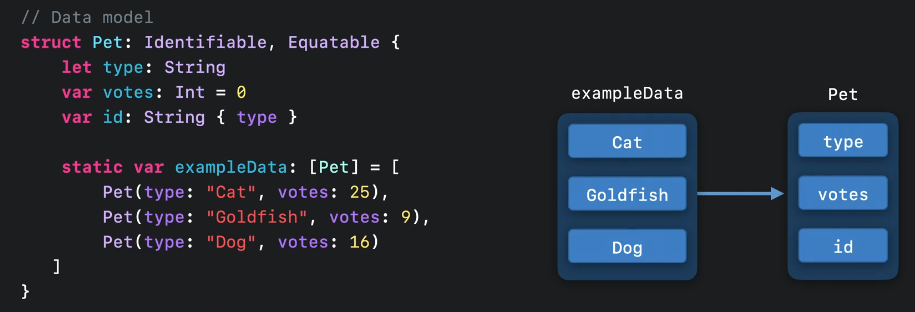 // Data model
struct Pet: Identifiable, Equatable {
    let type: String
    var votes: Int = 0
    var id: String { type }

    static var exampleData: [Pet] = [
        Pet(type: "Cat", votes: 25),
        Pet(type: "Goldfish", votes: 9),
        Pet(type: "Dog", votes: 16)
    ]
}
exampleData
Cat
Goldfish
Dog
Pet
type
votes
id